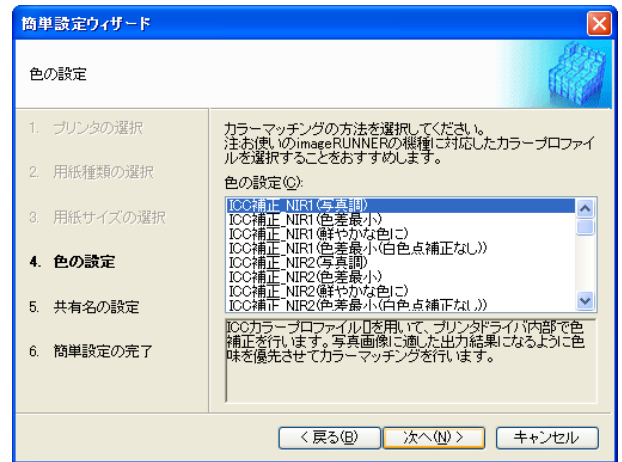 簡単設定ウィザード
色の設定
1. プリンタの選択
2. 用紙種類の選択
3. 用紙サイズの選択
4. 色の設定
5. 共有名の設定
6. 簡単設定の完了
カラーマッチングの方法を選択してください。
注:お使いのimageRUNNERの機種に対応したカラープロファイ
ルを選択することをおすすめします。
色の設定(C):
ICC補正_NIR1(写真調)
ICC補正_NIR1(色差最小)
ICC補正_NIR1(鮮やかな色に)
ICC補正_NIR1(色差最小(白色点補正なし))
ICC補正_NIR2(写真調)
ICC補正_NIR2(色差最小)
ICC補正_NIR2(鮮やかな色に)
ICC補正_NIR2(色差最小(白色点補正なし))
ICCカラープロファイル[]を用いて、プリンタドライバ内部で色
補正を行います。写真画像に適した出力結果になるように色
味を優先させてカラーマッチングを行います。
< 戻る(B)
次へ(N) >
キャンセル